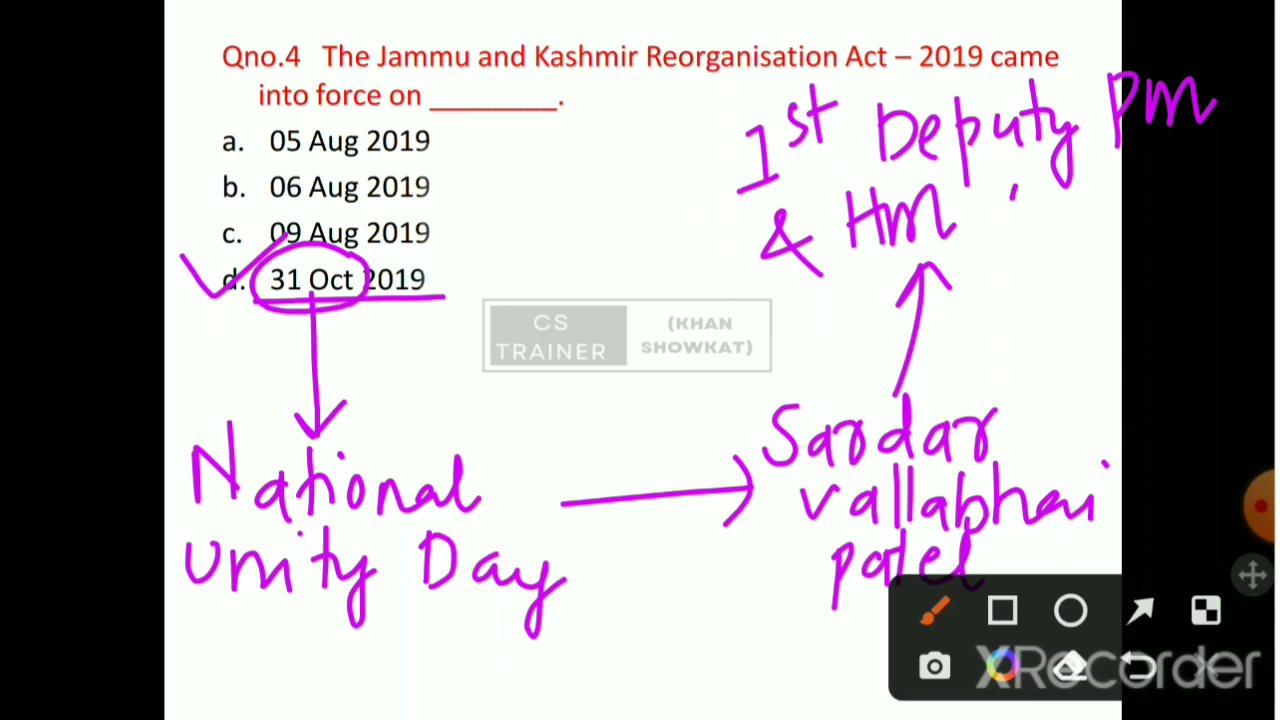 Qno.4 The Jammu and Kashmir Reorganisation Act – 2019 came
into force on ________.
a. 05 Aug 2019
b. 06 Aug 2019
c. 09 Aug 2019
d. 31 Oct 2019
1st Deputy PM
& HM
CS
TRAINER
(KHAN
SHOWKAT)
National
Unity Day
Sardar
vallabhai
patel
XRecorder